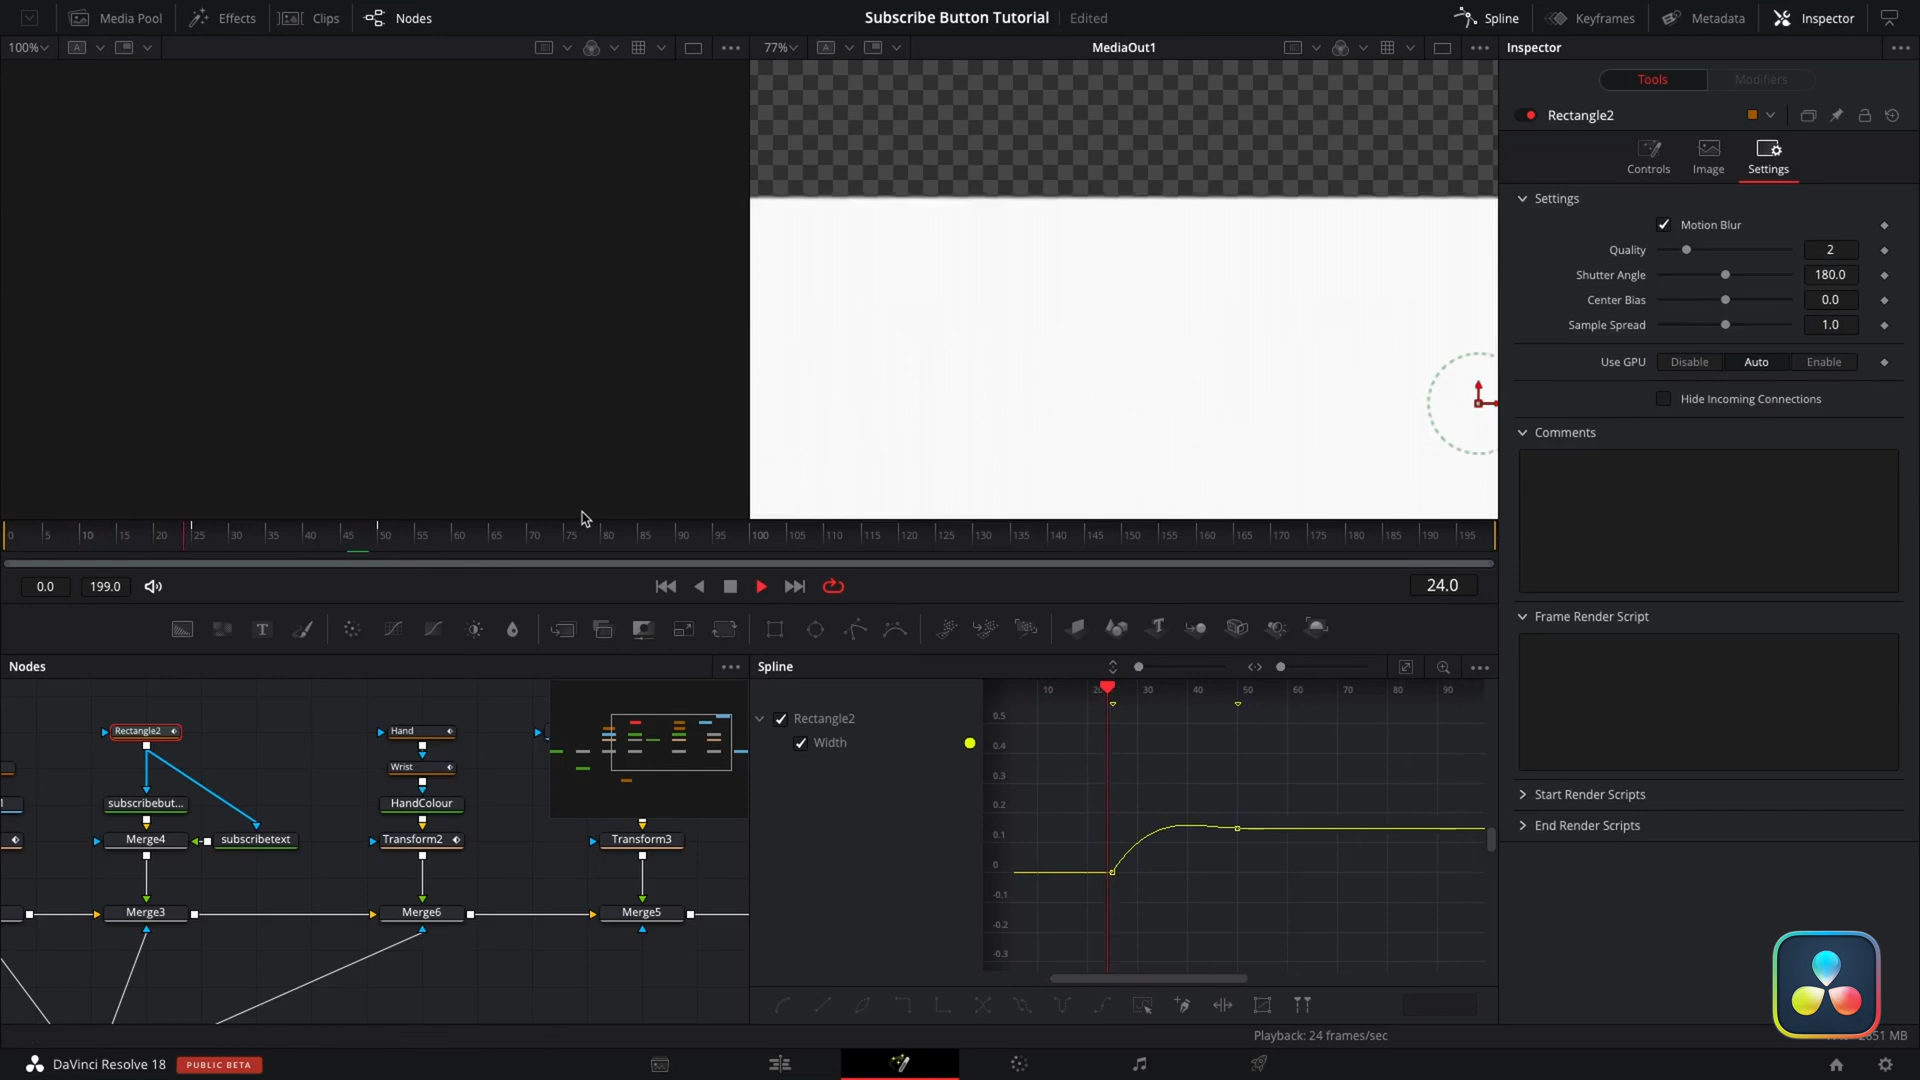 Media Pool Effects Clips Nodes Subscribe Button Tutorial Edited Spline Keyframes Metadata Inspector
100% 77% MediaOut1 Inspector
Tools Modifiers
Rectangle2
Controls Image Settings
Settings
Motion Blur
Quality 2
Shutter Angle 180.0
Center Bias 0.0
Sample Spread 1.0
Use GPU Disable Auto Enable
Hide Incoming Connections
Comments
0 5 10 15 20 25 30 35 40 45 50 55 60 65 70 75 80 85 90 95 100 105 110 115 120 125 130 135 140 145 150 155 160 165 170 175 180 185 190 195
0.0 199.0 24.0
Frame Render Script
Nodes Spline
10 30 40 50 60 70 80 90
Rectangle2
Width
0.5
0.4
0.3
0.2
0.1
0
-0.1
-0.2
-0.3
Rectangle2 Hand
Wrist
subscribebut... HandColour
Merge4 subscribetext Transform2 Transform3
Merge3 Merge6 Merge5
Start Render Scripts
End Render Scripts
Playback: 24 frames/sec
DaVinci Resolve 18 PUBLIC BETA